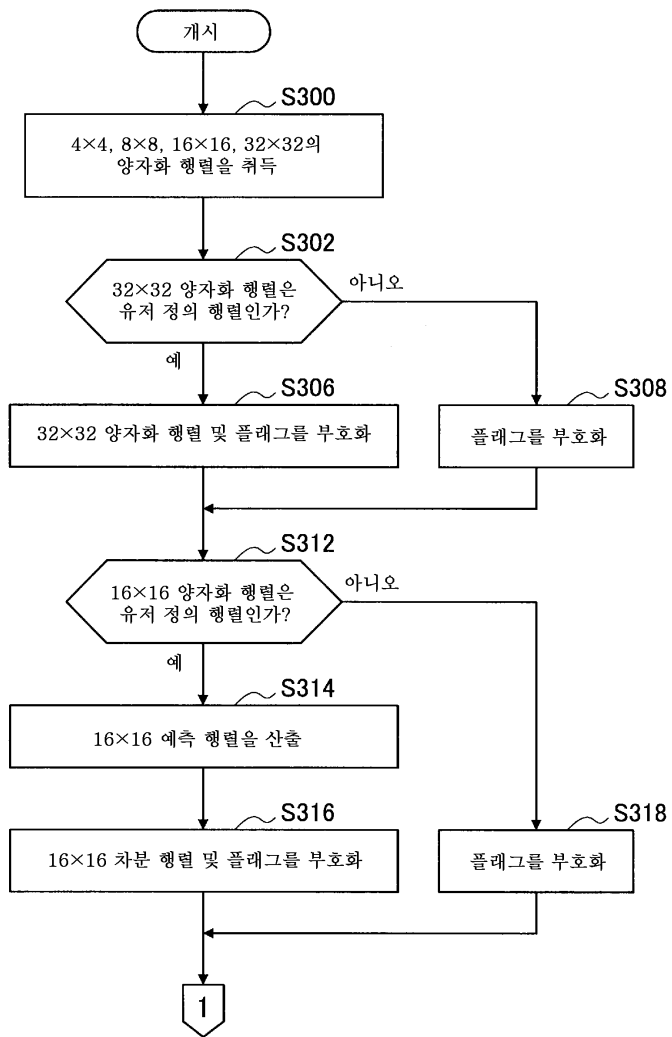 개시
S300
4×4, 8×8, 16×16, 32×32의
양자화 행렬을 취득
S302
32×32 양자화 행렬은
유저 정의 행렬인가?
아니오
예
S306
32×32 양자화 행렬 및 플래그를 부호화
S308
플래그를 부호화
S312
16×16 양자화 행렬은
유저 정의 행렬인가?
아니오
예
S314
16×16 예측 행렬을 산출
S316
16×16 차분 행렬 및 플래그를 부호화
S318
플래그를 부호화
1